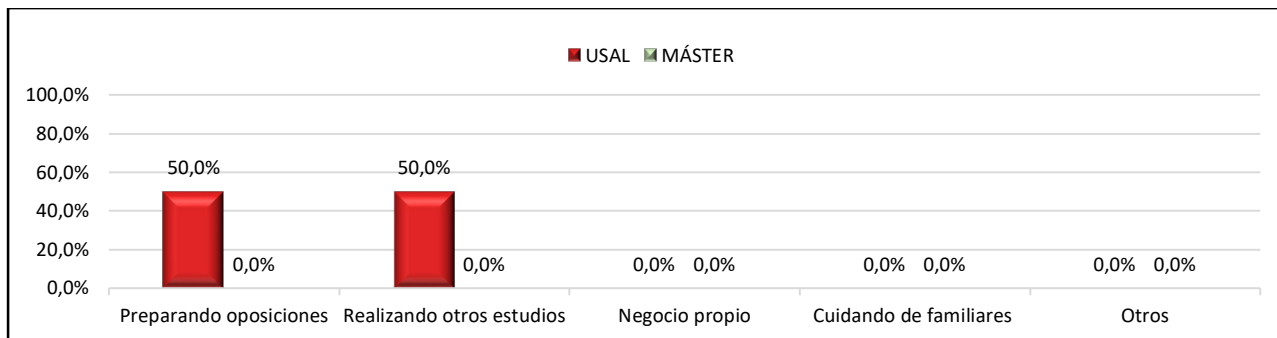 USAL MÁSTER
100,0%
80,0%
60,0%
40,0%
20,0%
0,0%
50,0% 0,0% 50,0% 0,0% 0,0% 0,0% 0,0% 0,0% 0,0% 0,0%
Preparando oposiciones Realizando otros estudios Negocio propio Cuidando de familiares Otros